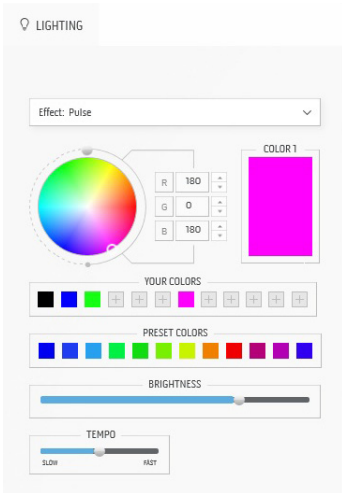 LIGHTING
Effect: Pulse
COLOR 1
R 180
G 0
B 180
YOUR COLORS
PRESET COLORS
BRIGHTNESS
TEMPO
SLOW FAST